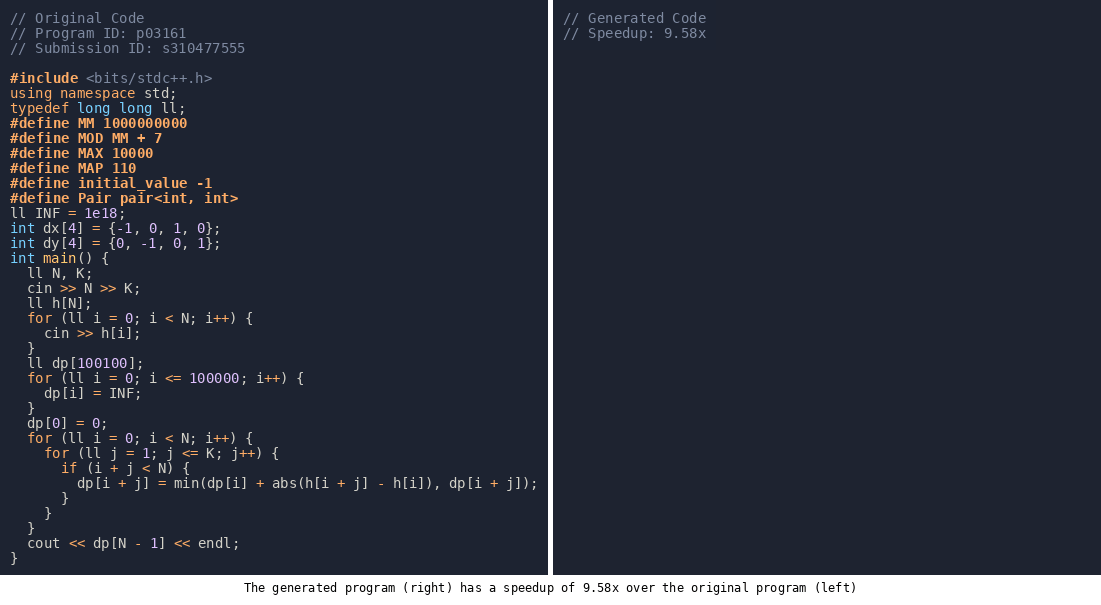 // Original Code
// Program ID: p03161
// Submission ID: s310477555

#include <bits/stdc++.h>
using namespace std;
typedef long long ll;
#define MM 1000000000
#define MOD MM + 7
#define MAX 10000
#define MAP 110
#define initial_value -1
#define Pair pair<int, int>
ll INF = 1e18;
int dx[4] = {-1, 0, 1, 0};
int dy[4] = {0, -1, 0, 1};
int main() {
  ll N, K;
  cin >> N >> K;
  ll h[N];
  for (ll i = 0; i < N; i++) {
    cin >> h[i];
  }
  ll dp[100100];
  for (ll i = 0; i <= 100000; i++) {
    dp[i] = INF;
  }
  dp[0] = 0;
  for (ll i = 0; i < N; i++) {
    for (ll j = 1; j <= K; j++) {
      if (i + j < N) {
        dp[i + j] = min(dp[i] + abs(h[i + j] - h[i]), dp[i + j]);
      }
    }
  }
  cout << dp[N - 1] << endl;
}
// Generated Code
// Speedup: 9.58x
The generated program (right) has a speedup of 9.58x over the original program (left)